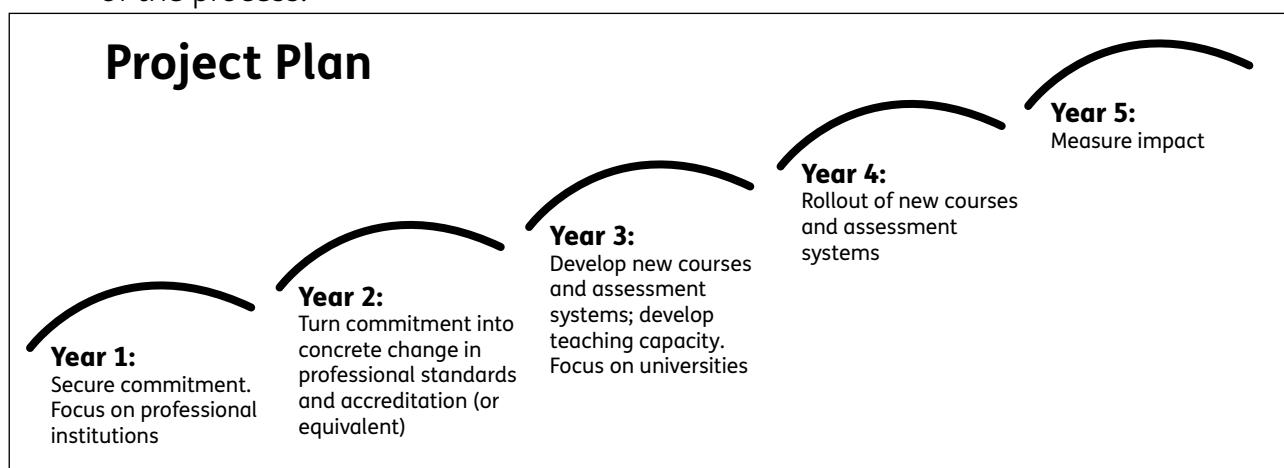 of the process.
Project Plan
Year 1:
Secure commitment.
Focus on professional
institutions
Year 2:
Turn commitment into
concrete change in
professional standards
and accreditation (or
equivalent)
Year 3:
Develop new courses
and assessment
systems; develop
teaching capacity.
Focus on universities
Year 4:
Rollout of new courses
and assessment
systems
Year 5:
Measure impact